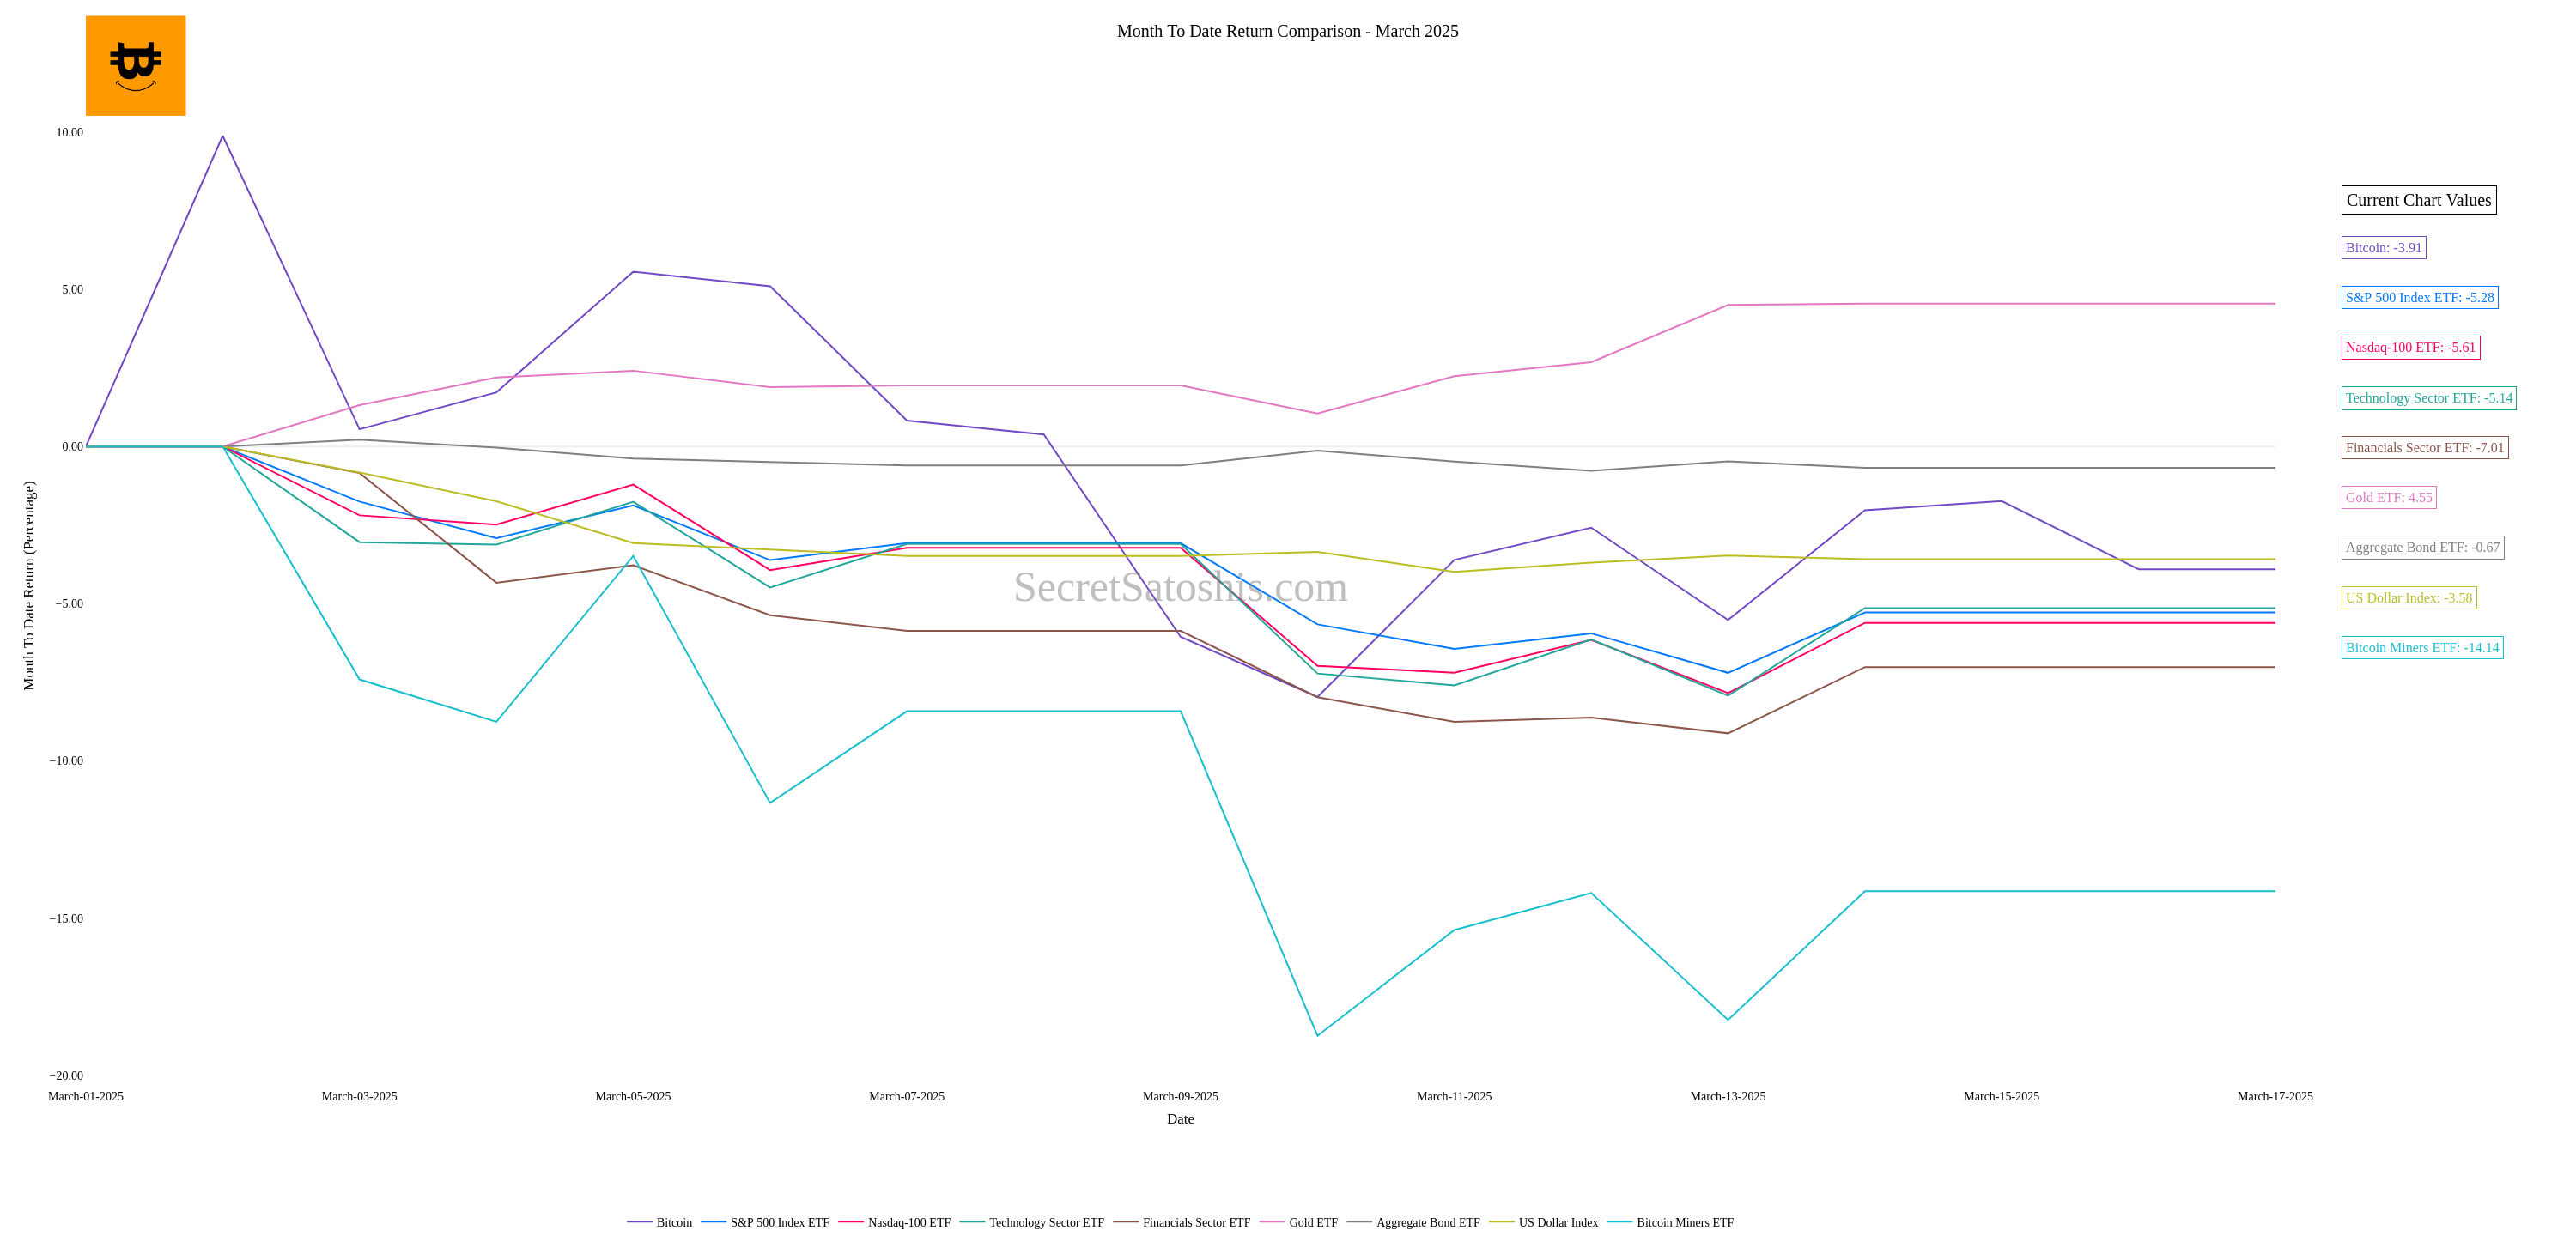 Month To Date Return Comparison - March 2025
10.00
5.00
0.00
−5.00
−10.00
−15.00
−20.00
Month To Date Return (Percentage)
SecretSatoshis.com
Current Chart Values
Bitcoin: -3.91
S&P 500 Index ETF: -5.28
Nasdaq-100 ETF: -5.61
Technology Sector ETF: -5.14
Financials Sector ETF: -7.01
Gold ETF: 4.55
Aggregate Bond ETF: -0.67
US Dollar Index: -3.58
Bitcoin Miners ETF: -14.14
March-01-2025 March-03-2025 March-05-2025 March-07-2025 March-09-2025 March-11-2025 March-13-2025 March-15-2025 March-17-2025
Date
Bitcoin S&P 500 Index ETF Nasdaq-100 ETF Technology Sector ETF Financials Sector ETF Gold ETF Aggregate Bond ETF US Dollar Index Bitcoin Miners ETF